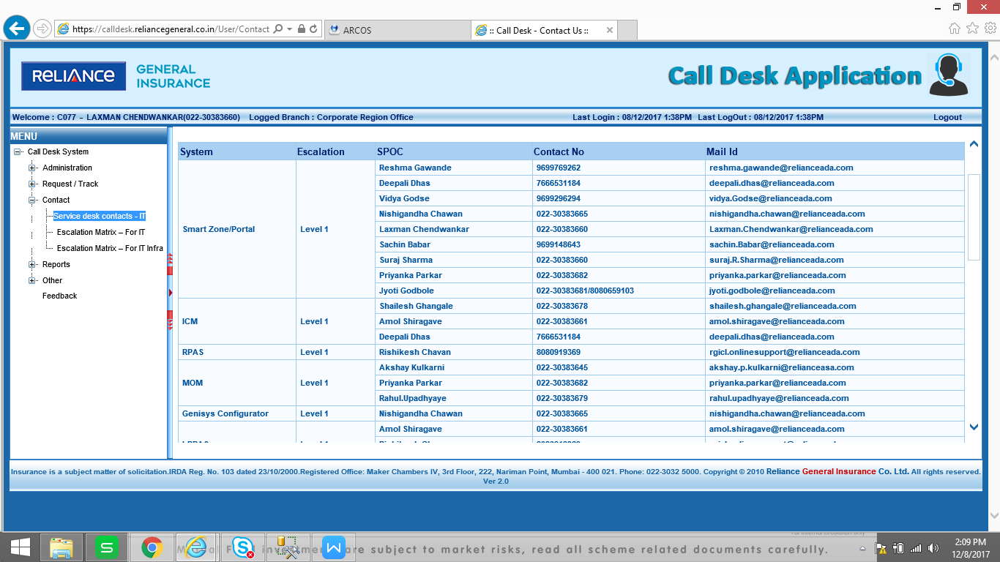 https://calldesk.reliancegeneral.co.in/User/Contact
ARCOS
:: Call Desk - Contact Us ::
RELIANCE GENERAL INSURANCE
Call Desk Application
Welcome : C077 - LAXMAN CHENDWANKAR(022-30383660) Logged Branch : Corporate Region Office Last Login : 08/12/2017 1:38PM Last LogOut : 08/12/2017 1:38PM Logout
MENU
Call Desk System
Administration
Request / Track
Contact
Service desk contacts - IT
Escalation Matrix – For IT
Escalation Matrix – For IT Infra
Reports
Other
Feedback
System Escalation SPOC Contact No Mail Id
Smart Zone/Portal Level 1
Reshma Gawande 9699769262 reshma.gawande@relianceada.com
Deepali Dhas 7666531184 deepali.dhas@relianceada.com
Vidya Godse 9699296294 vidya.Godse@relianceada.com
Nishigandha Chawan 022-30383665 nishigandha.chawan@relianceada.com
Laxman Chendwankar 022-30383660 Laxman.Chendwankar@relianceada.com
Sachin Babar 9699148643 sachin.Babar@relianceada.com
Suraj Sharma 022-30383660 suraj.R.Sharma@relianceada.com
Priyanka Parkar 022-30383682 priyanka.parkar@relianceada.com
Jyoti Godbole 022-30383681/8080659103 jyoti.godbole@relianceada.com
ICM Level 1
Shailesh Ghangale 022-30383678 shailesh.ghangale@relianceada.com
Amol Shiragave 022-30383661 amol.shiragave@relianceada.com
Deepali Dhas 7666531184 deepali.dhas@relianceada.com
RPAS Level 1 Rishikesh Chavan 8080919369 rgicl.onlinesupport@relianceada.com
MOM Level 1
Akshay Kulkarni 022-30383645 akshay.p.kulkarni@relianceasa.com
Priyanka Parkar 022-30383682 priyanka.parkar@relianceada.com
Rahul.Upadhyaye 022-30383679 rahul.upadhyaye@relianceada.com
Genisys Configurator Level 1 Nishigandha Chawan 022-30383665 nishigandha.chawan@relianceada.com
Amol Shiragave 022-30383661 amol.shiragave@relianceada.com
Insurance is a subject matter of solicitation.IRDA Reg. No. 103 dated 23/10/2000.Registered Office: Maker Chambers IV, 3rd Floor, 222, Nariman Point, Mumbai - 400 021. Phone: 022-3032 5000. Copyright © 2010 Reliance General Insurance Co. Ltd. All rights reserved.
Ver 2.0
are subject to market risks, read all scheme related documents carefully.
2:09 PM
12/8/2017